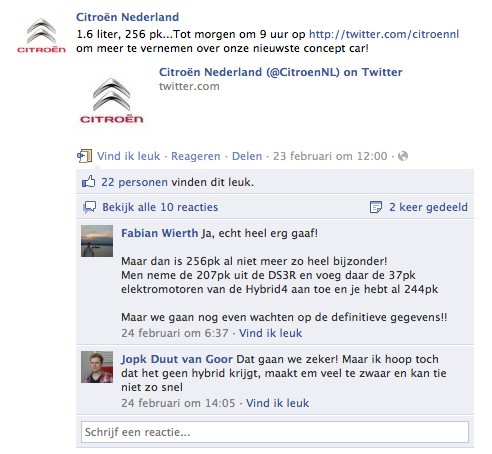 Citroën Nederland
1.6 liter, 256 pk...Tot morgen om 9 uur op http://twitter.com/citroennl
om meer te vernemen over onze nieuwste concept car!
CITROËN
Citroën Nederland (@CitroenNL) on Twitter
twitter.com
CITROËN
Vind ik leuk · Reageren · Delen · 23 februari om 12:00 ·
22 personen vinden dit leuk.
Bekijk alle 10 reacties
2 keer gedeeld
Fabian Wierth Ja, echt heel erg gaaf!
Maar dan is 256pk al niet meer zo heel bijzonder!
Men neme de 207pk uit de DS3R en voeg daar de 37pk
elektromotoren van de Hybrid4 aan toe en je hebt al 244pk
Maar we gaan nog even wachten op de definitieve gegevens!!
24 februari om 6:37 · Vind ik leuk
Jopk Duut van Goor Dat gaan we zeker! Maar ik hoop toch
dat het geen hybrid krijgt, maakt em veel te zwaar en kan tie
niet zo snel
24 februari om 14:05 · Vind ik leuk
Schrijf een reactie...